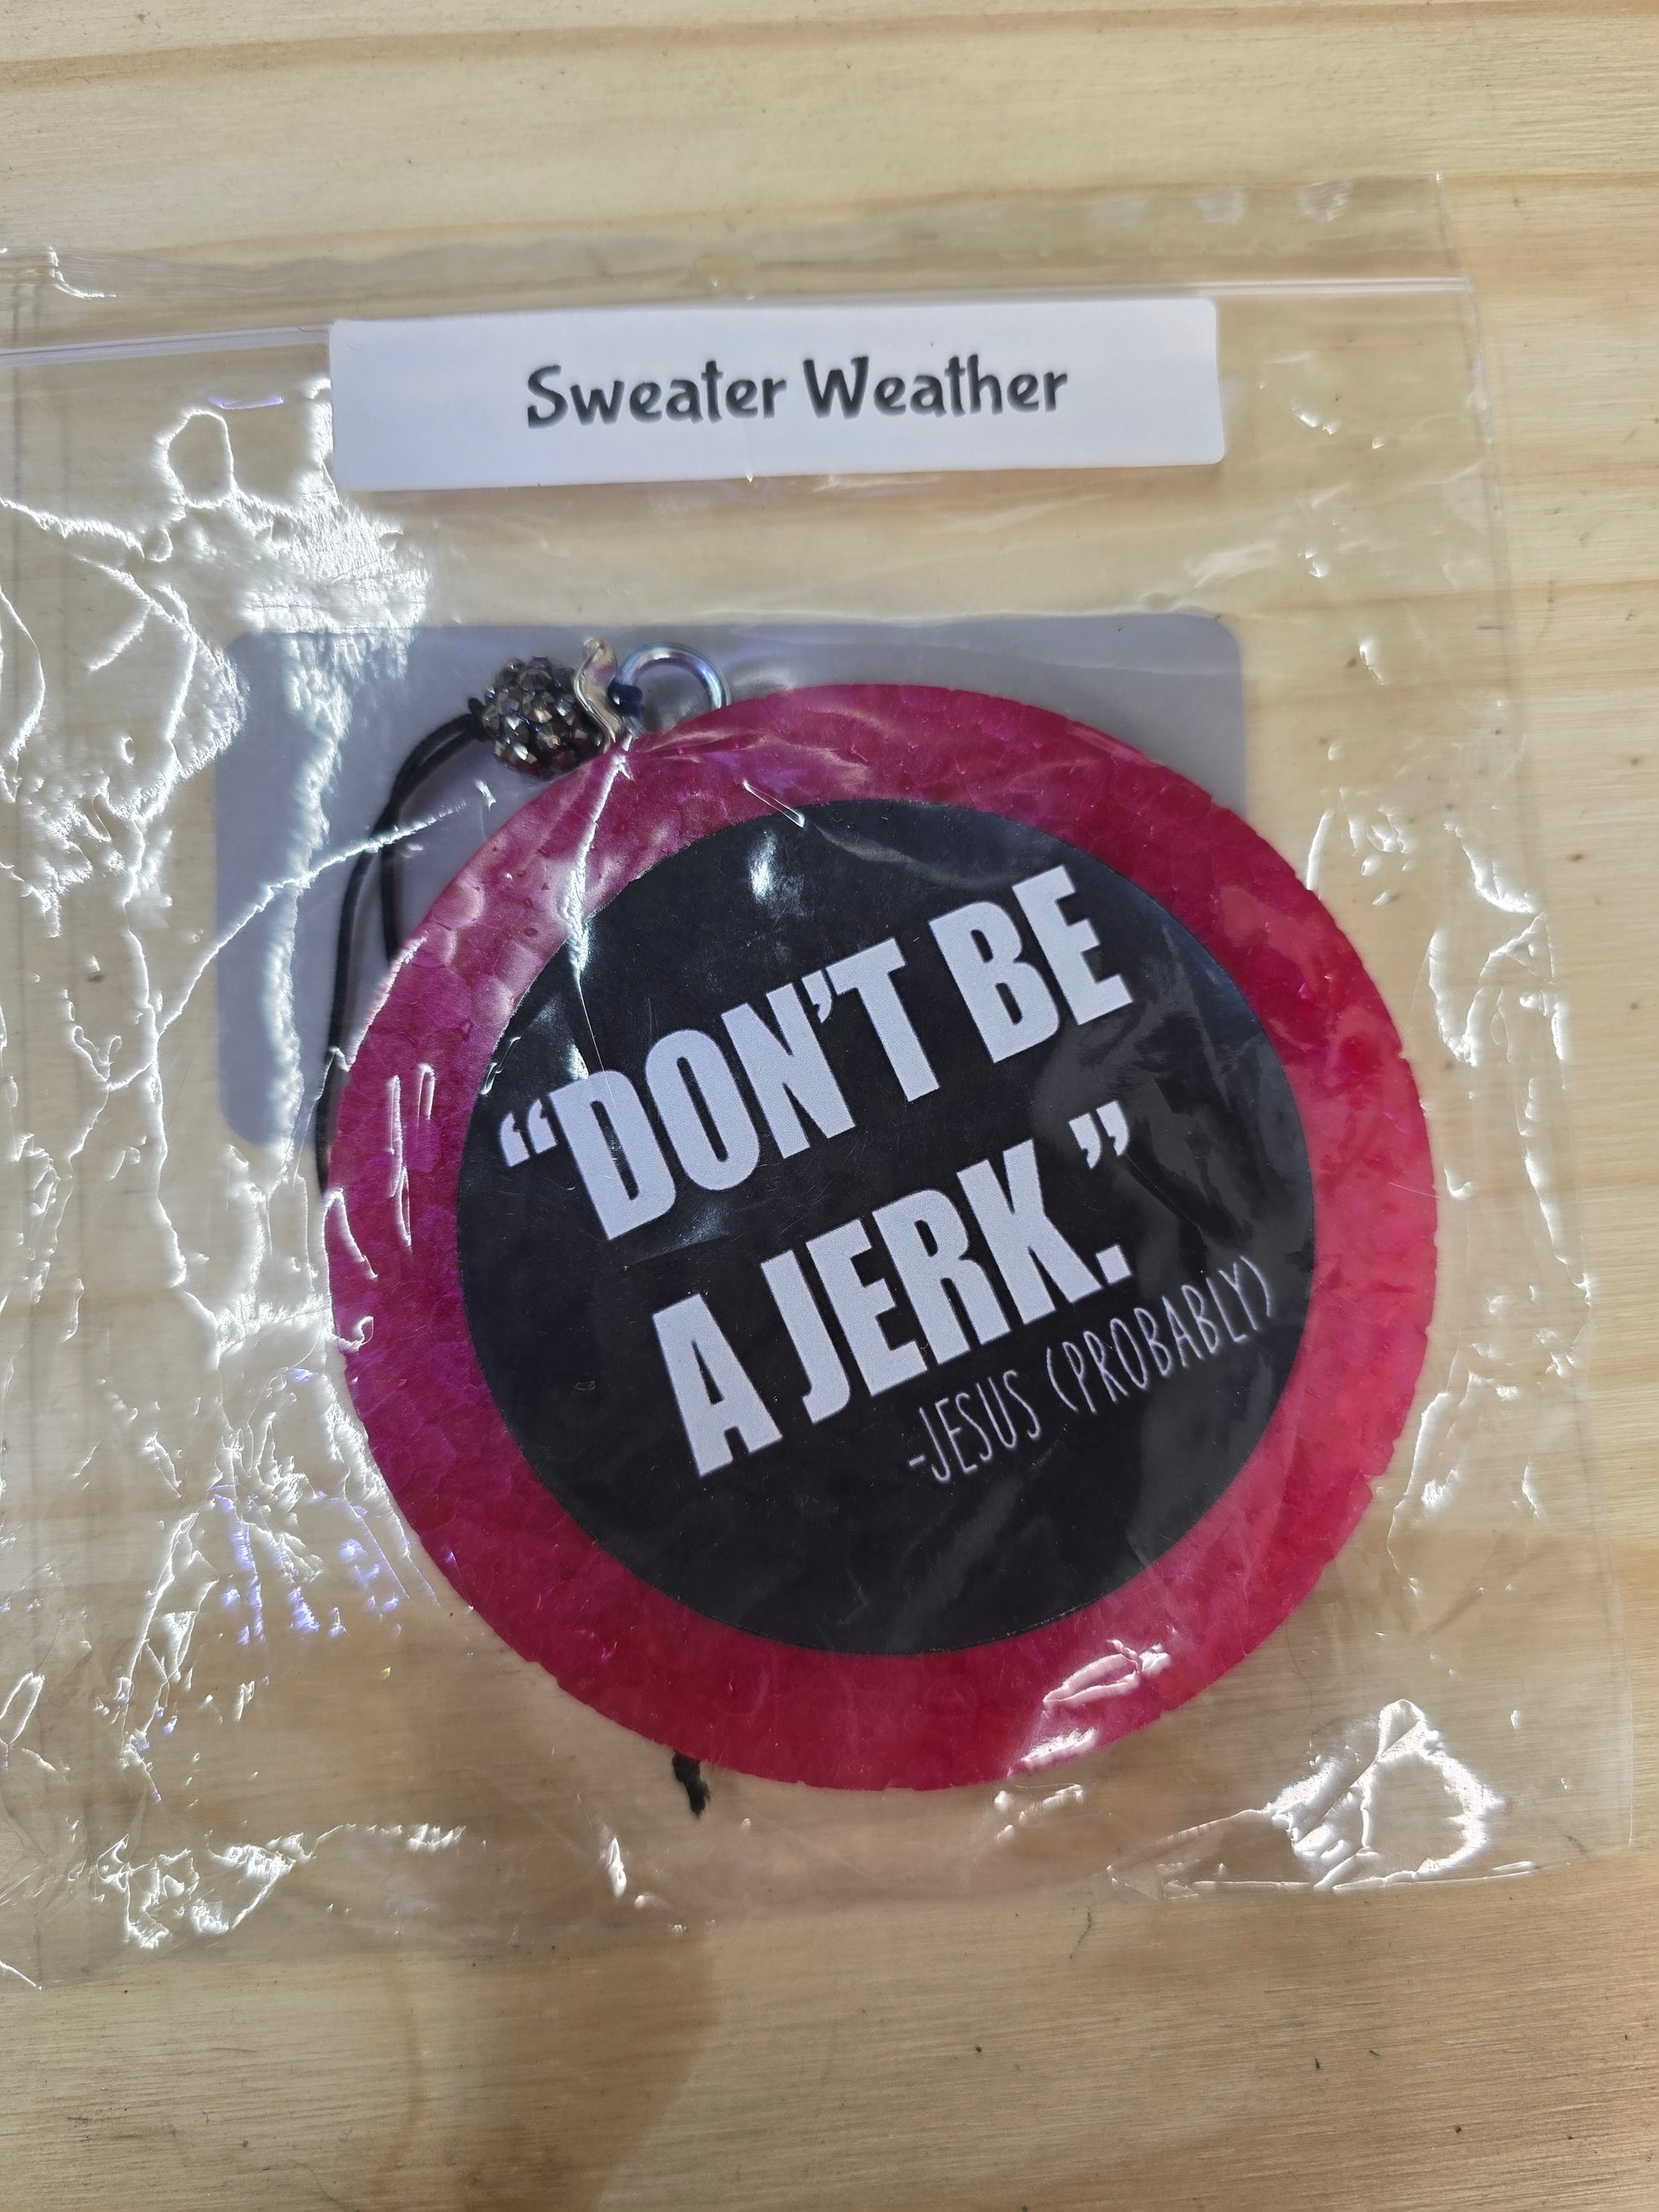 Sweater Weather
“DON’T BE
A JERK.”
-JESUS (PROBABLY)